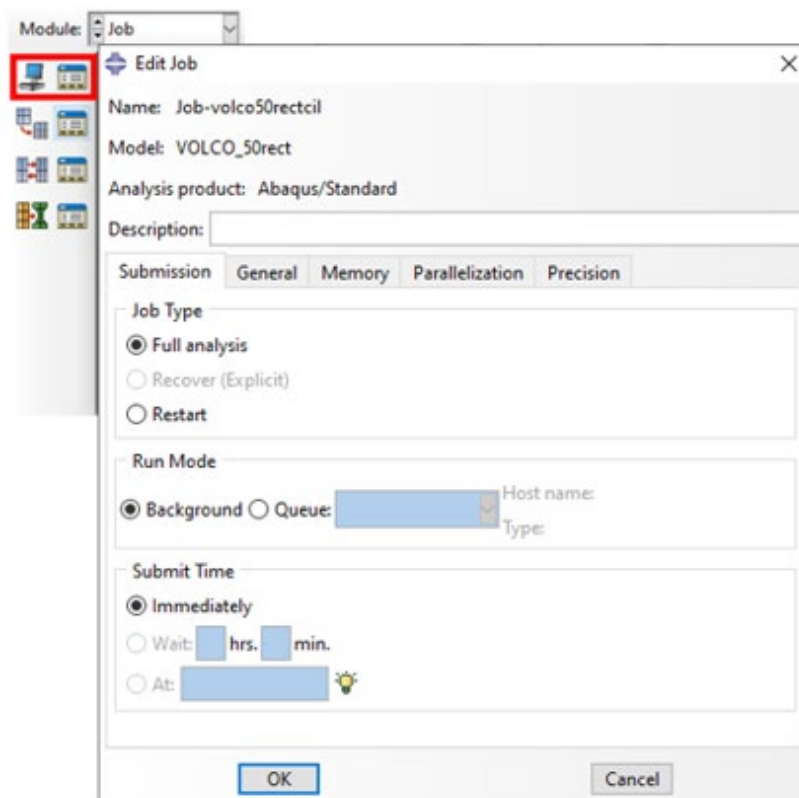 Module: Job
Edit Job
Name: Job-volco50rectcil
Model: VOLCO_50rect
Analysis product: Abaqus/Standard
Description:
Submission General Memory Parallelization Precision
Job Type
Full analysis
Recover (Explicit)
Restart
Run Mode
Background Queue: Host name:
Type:
Submit Time
Immediately
Wait: hrs. min.
At:
OK Cancel